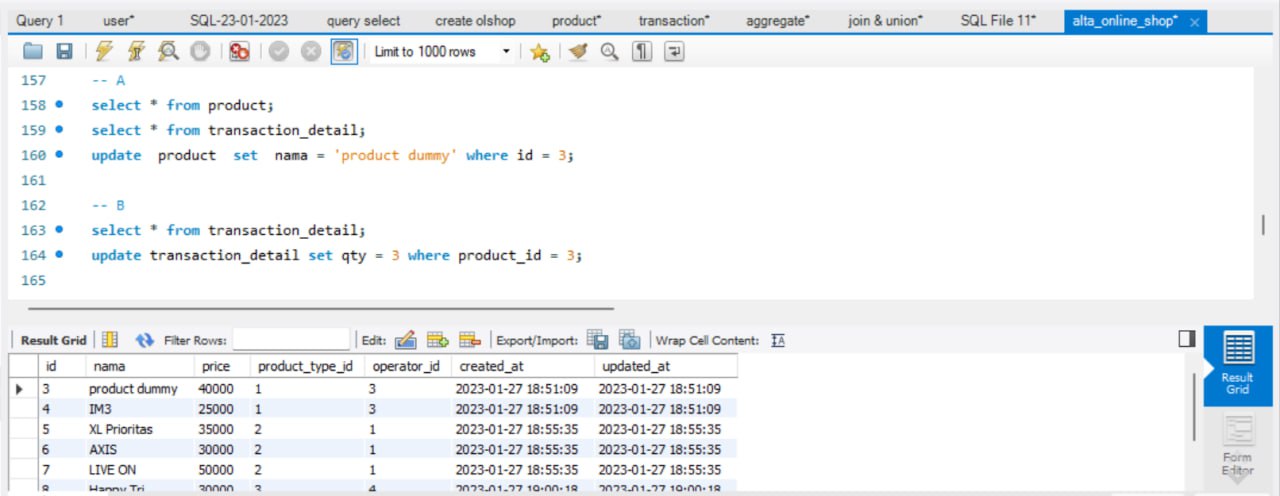 Query 1 user* SQL-23-01-2023 query select create olshop product* transaction* aggregate* join & union* SQL File 11* alta_online_shop*
Limit to 1000 rows
157 -- A
158 select * from product;
159 select * from transaction_detail;
160 update product set nama = 'product dummy' where id = 3;
161
162 -- B
163 select * from transaction_detail;
164 update transaction_detail set qty = 3 where product_id = 3;
165
Result Grid Filter Rows: Edit: Export/Import: Wrap Cell Content:
id nama price product_type_id operator_id created_at updated_at
3 product dummy 40000 1 3 2023-01-27 18:51:09 2023-01-27 18:51:09
4 IM3 25000 1 3 2023-01-27 18:51:09 2023-01-27 18:51:09
5 XL Prioritas 35000 2 1 2023-01-27 18:55:35 2023-01-27 18:55:35
6 AXIS 30000 2 1 2023-01-27 18:55:35 2023-01-27 18:55:35
7 LIVE ON 50000 2 1 2023-01-27 18:55:35 2023-01-27 18:55:35
8 Happy Tri 30000 3 4 2023-01-27 19:00:18 2023-01-27 19:00:18
Result
Grid
Form
Editor